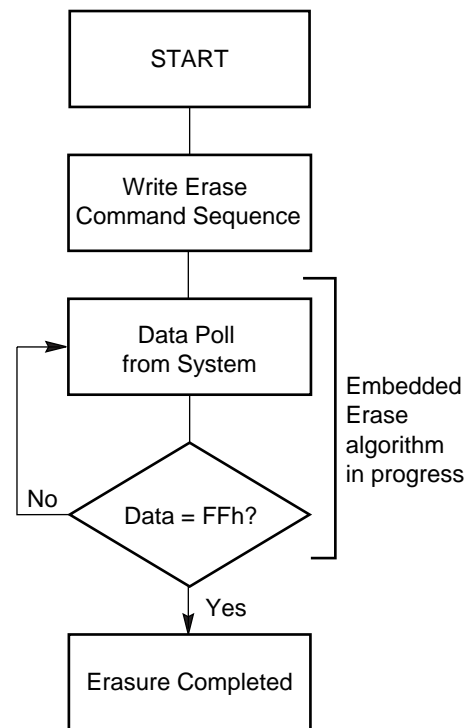 START
Write Erase
Command Sequence
Data Poll
from System
Embedded
Erase
algorithm
in progress
No
Data = FFh?
Yes
Erasure Completed